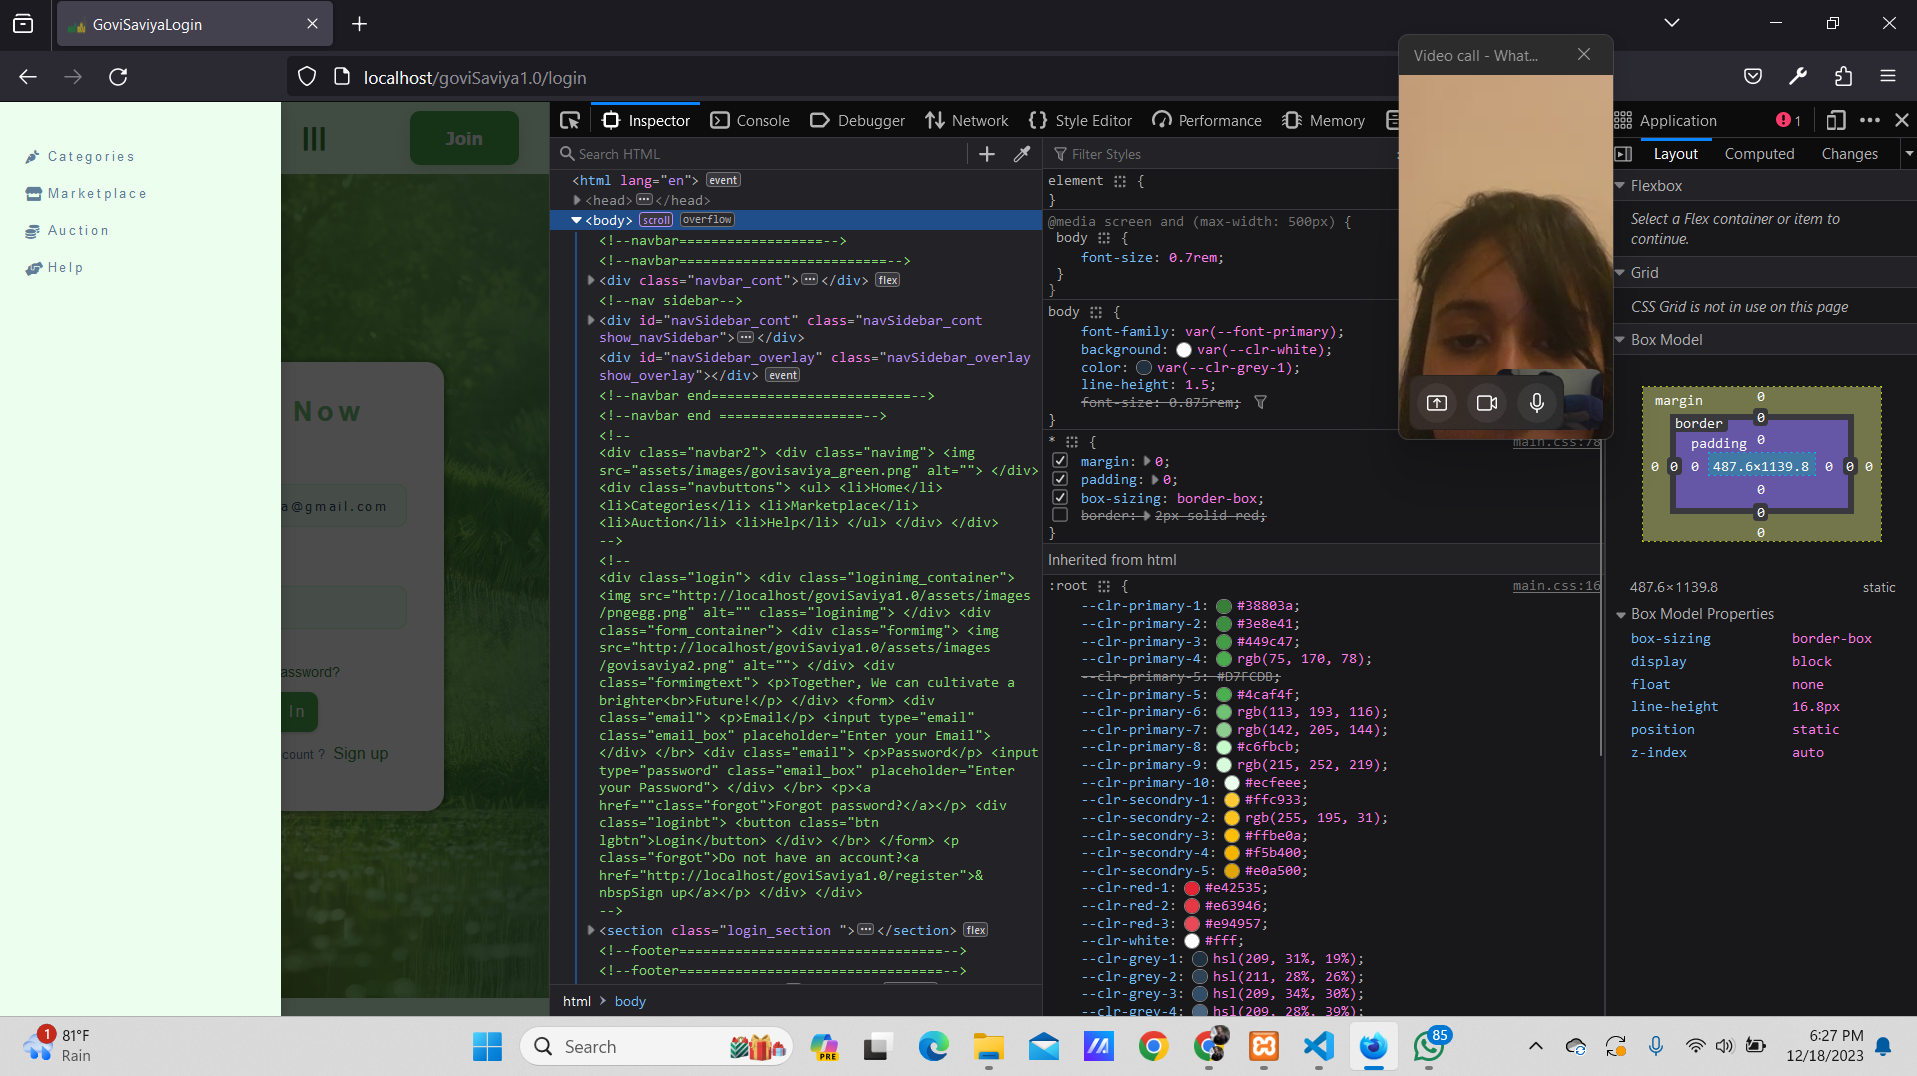 GoviSaviyaLogin
localhost/goviSaviya1.0/login
Video call - What...
Categories
Marketplace
Auction
Help
Join
Now
a@gmail.com
assword?
In
count ? Sign up
Inspector
Console
Debugger
Network
Style Editor
Performance
Memory
Application
1
Search HTML
<html lang="en"> event
<head> ··· </head>
<body> scroll overflow
<!--navbar==================-->
<!--navbar==========================-->
<div class="navbar_cont"> ··· </div> flex
<!--nav sidebar-->
<div id="navSidebar_cont" class="navSidebar_cont
show_navSidebar"> ··· </div>
<div id="navSidebar_overlay" class="navSidebar_overlay
show_overlay"></div> event
<!--navbar end=========================-->
<!--navbar end ==================-->
<!--
<div class="navbar2"> <div class="navimg"> <img
src="assets/images/govisaviya_green.png" alt=""> </div>
<div class="navbuttons"> <ul> <li>Home</li>
<li>Categories</li> <li>Marketplace</li>
<li>Auction</li> <li>Help</li> </ul> </div> </div>
-->
<!--
<div class="login"> <div class="loginimg_container">
<img src="http://localhost/goviSaviya1.0/assets/images
/pngegg.png" alt="" class="loginimg"> </div> <div
class="form_container"> <div class="formimg"> <img
src="http://localhost/goviSaviya1.0/assets/images
/govisaviya2.png" alt=""> </div> <div
class="formimgtext"> <p>Together, We can cultivate a
brighter<br>Future!</p> </div> <form> <div
class="email"> <p>Email</p> <input type="email"
class="email_box" placeholder="Enter your Email">
</div> </br> <div class="email"> <p>Password</p> <input
type="password" class="email_box" placeholder="Enter
your Password"> </div> </br> <p><a
href=""class="forgot">Forgot password?</a></p> <div
class="loginbt"> <button class="btn
lgbtn">Login</button> </div> </br> </form> <p
class="forgot">Do not have an account?<a
href="http://localhost/goviSaviya1.0/register">&
nbspSign up</a></p> </div> </div>
-->
<section class="login_section "> ··· </section> flex
<!--footer=================================-->
<!--footer=================================-->
html > body
Filter Styles
element {
}
@media screen and (max-width: 500px) {
body {
font-size: 0.7rem;
}
}
body {
font-family: var(--font-primary);
background: var(--clr-white);
color: var(--clr-grey-1);
line-height: 1.5;
font-size: 0.875rem;
}
* { main.css:78
margin: 0;
padding: 0;
box-sizing: border-box;
border: 2px solid red;
}
Inherited from html
:root { main.css:16
--clr-primary-1: #38803a;
--clr-primary-2: #3e8e41;
--clr-primary-3: #449c47;
--clr-primary-4: rgb(75, 170, 78);
--clr-primary-5: #D7FCDB;
--clr-primary-5: #4caf4f;
--clr-primary-6: rgb(113, 193, 116);
--clr-primary-7: rgb(142, 205, 144);
--clr-primary-8: #c6fbcb;
--clr-primary-9: rgb(215, 252, 219);
--clr-primary-10: #ecfeee;
--clr-secondry-1: #ffc933;
--clr-secondry-2: rgb(255, 195, 31);
--clr-secondry-3: #ffbe0a;
--clr-secondry-4: #f5b400;
--clr-secondry-5: #e0a500;
--clr-red-1: #e42535;
--clr-red-2: #e63946;
--clr-red-3: #e94957;
--clr-white: #fff;
--clr-grey-1: hsl(209, 31%, 19%);
--clr-grey-2: hsl(211, 28%, 26%);
--clr-grey-3: hsl(209, 34%, 30%);
--clr-grey-4: hsl(209, 28%, 39%);
Layout
Computed
Changes
Flexbox
Select a Flex container or item to
continue.
Grid
CSS Grid is not in use on this page
Box Model
margin 0
border 0
padding 0
0 0 0 487.6×1139.8 0 0 0
0
0
0
487.6×1139.8 static
Box Model Properties
box-sizing border-box
display block
float none
line-height 16.8px
position static
z-index auto
1
81°F
Rain
Search
PRE
85
6:27 PM
12/18/2023